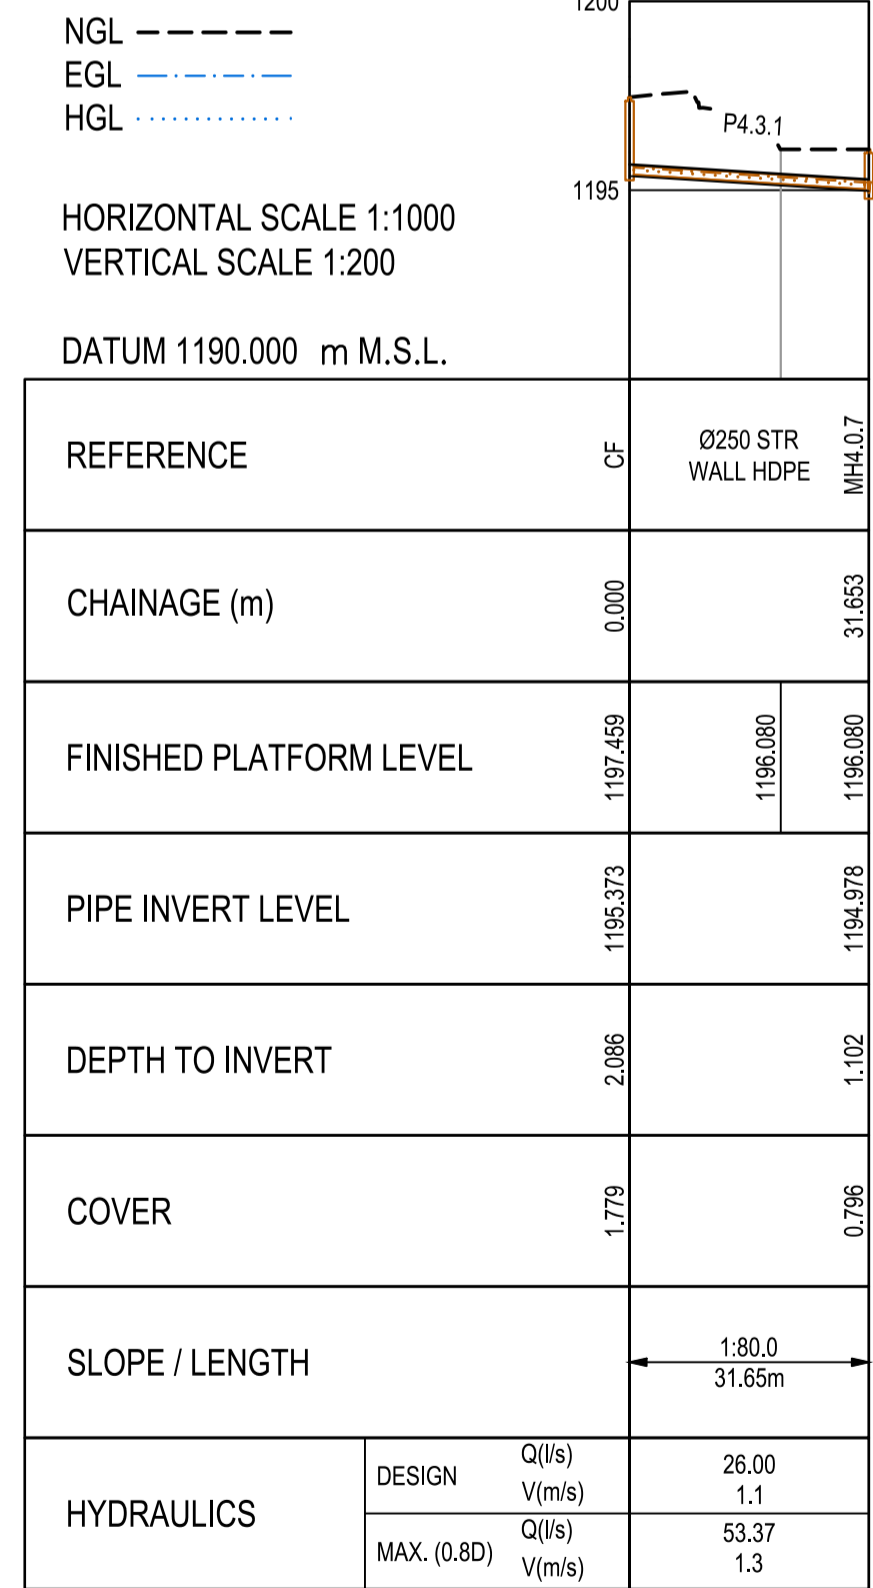 NGL
EGL
HGL
1200
P4.3.1
1195
HORIZONTAL SCALE 1:1000
VERTICAL SCALE 1:200
DATUM 1190.000 m M.S.L.
REFERENCE CF Ø250 STR WALL HDPE MH4.0.7
CHAINAGE (m) 0.000 31.653
FINISHED PLATFORM LEVEL 1197.459 1196.080 1196.080
PIPE INVERT LEVEL 1195.373 1194.978
DEPTH TO INVERT 2.086 1.102
COVER 1.779 0.796
SLOPE / LENGTH 1:80.0
31.65m
HYDRAULICS
DESIGN Q(l/s) 26.00
V(m/s) 1.1
MAX. (0.8D) Q(l/s) 53.37
V(m/s) 1.3